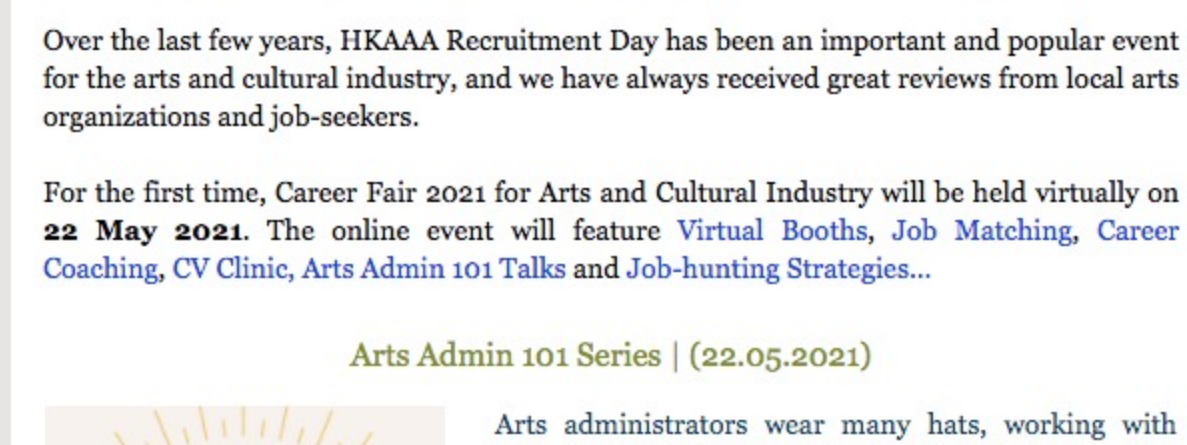 Over the last few years, HKAAA Recruitment Day has been an important and popular event
for the arts and cultural industry, and we have always received great reviews from local arts
organizations and job-seekers.
For the first time, Career Fair 2021 for Arts and Cultural Industry will be held virtually on
22 May 2021. The online event will feature Virtual Booths, Job Matching, Career
Coaching, CV Clinic, Arts Admin 101 Talks and Job-hunting Strategies...
Arts Admin 101 Series | (22.05.2021)
Arts administrators wear many hats, working with